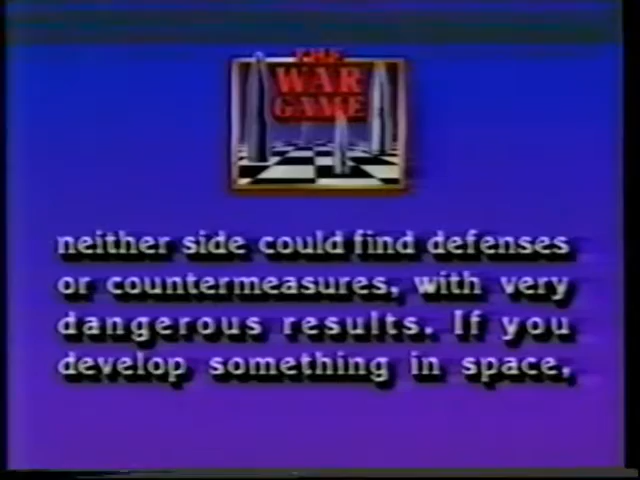 THE
WAR
GAME
neither side could find defenses
or countermeasures, with very
dangerous results. If you
develop something in space,